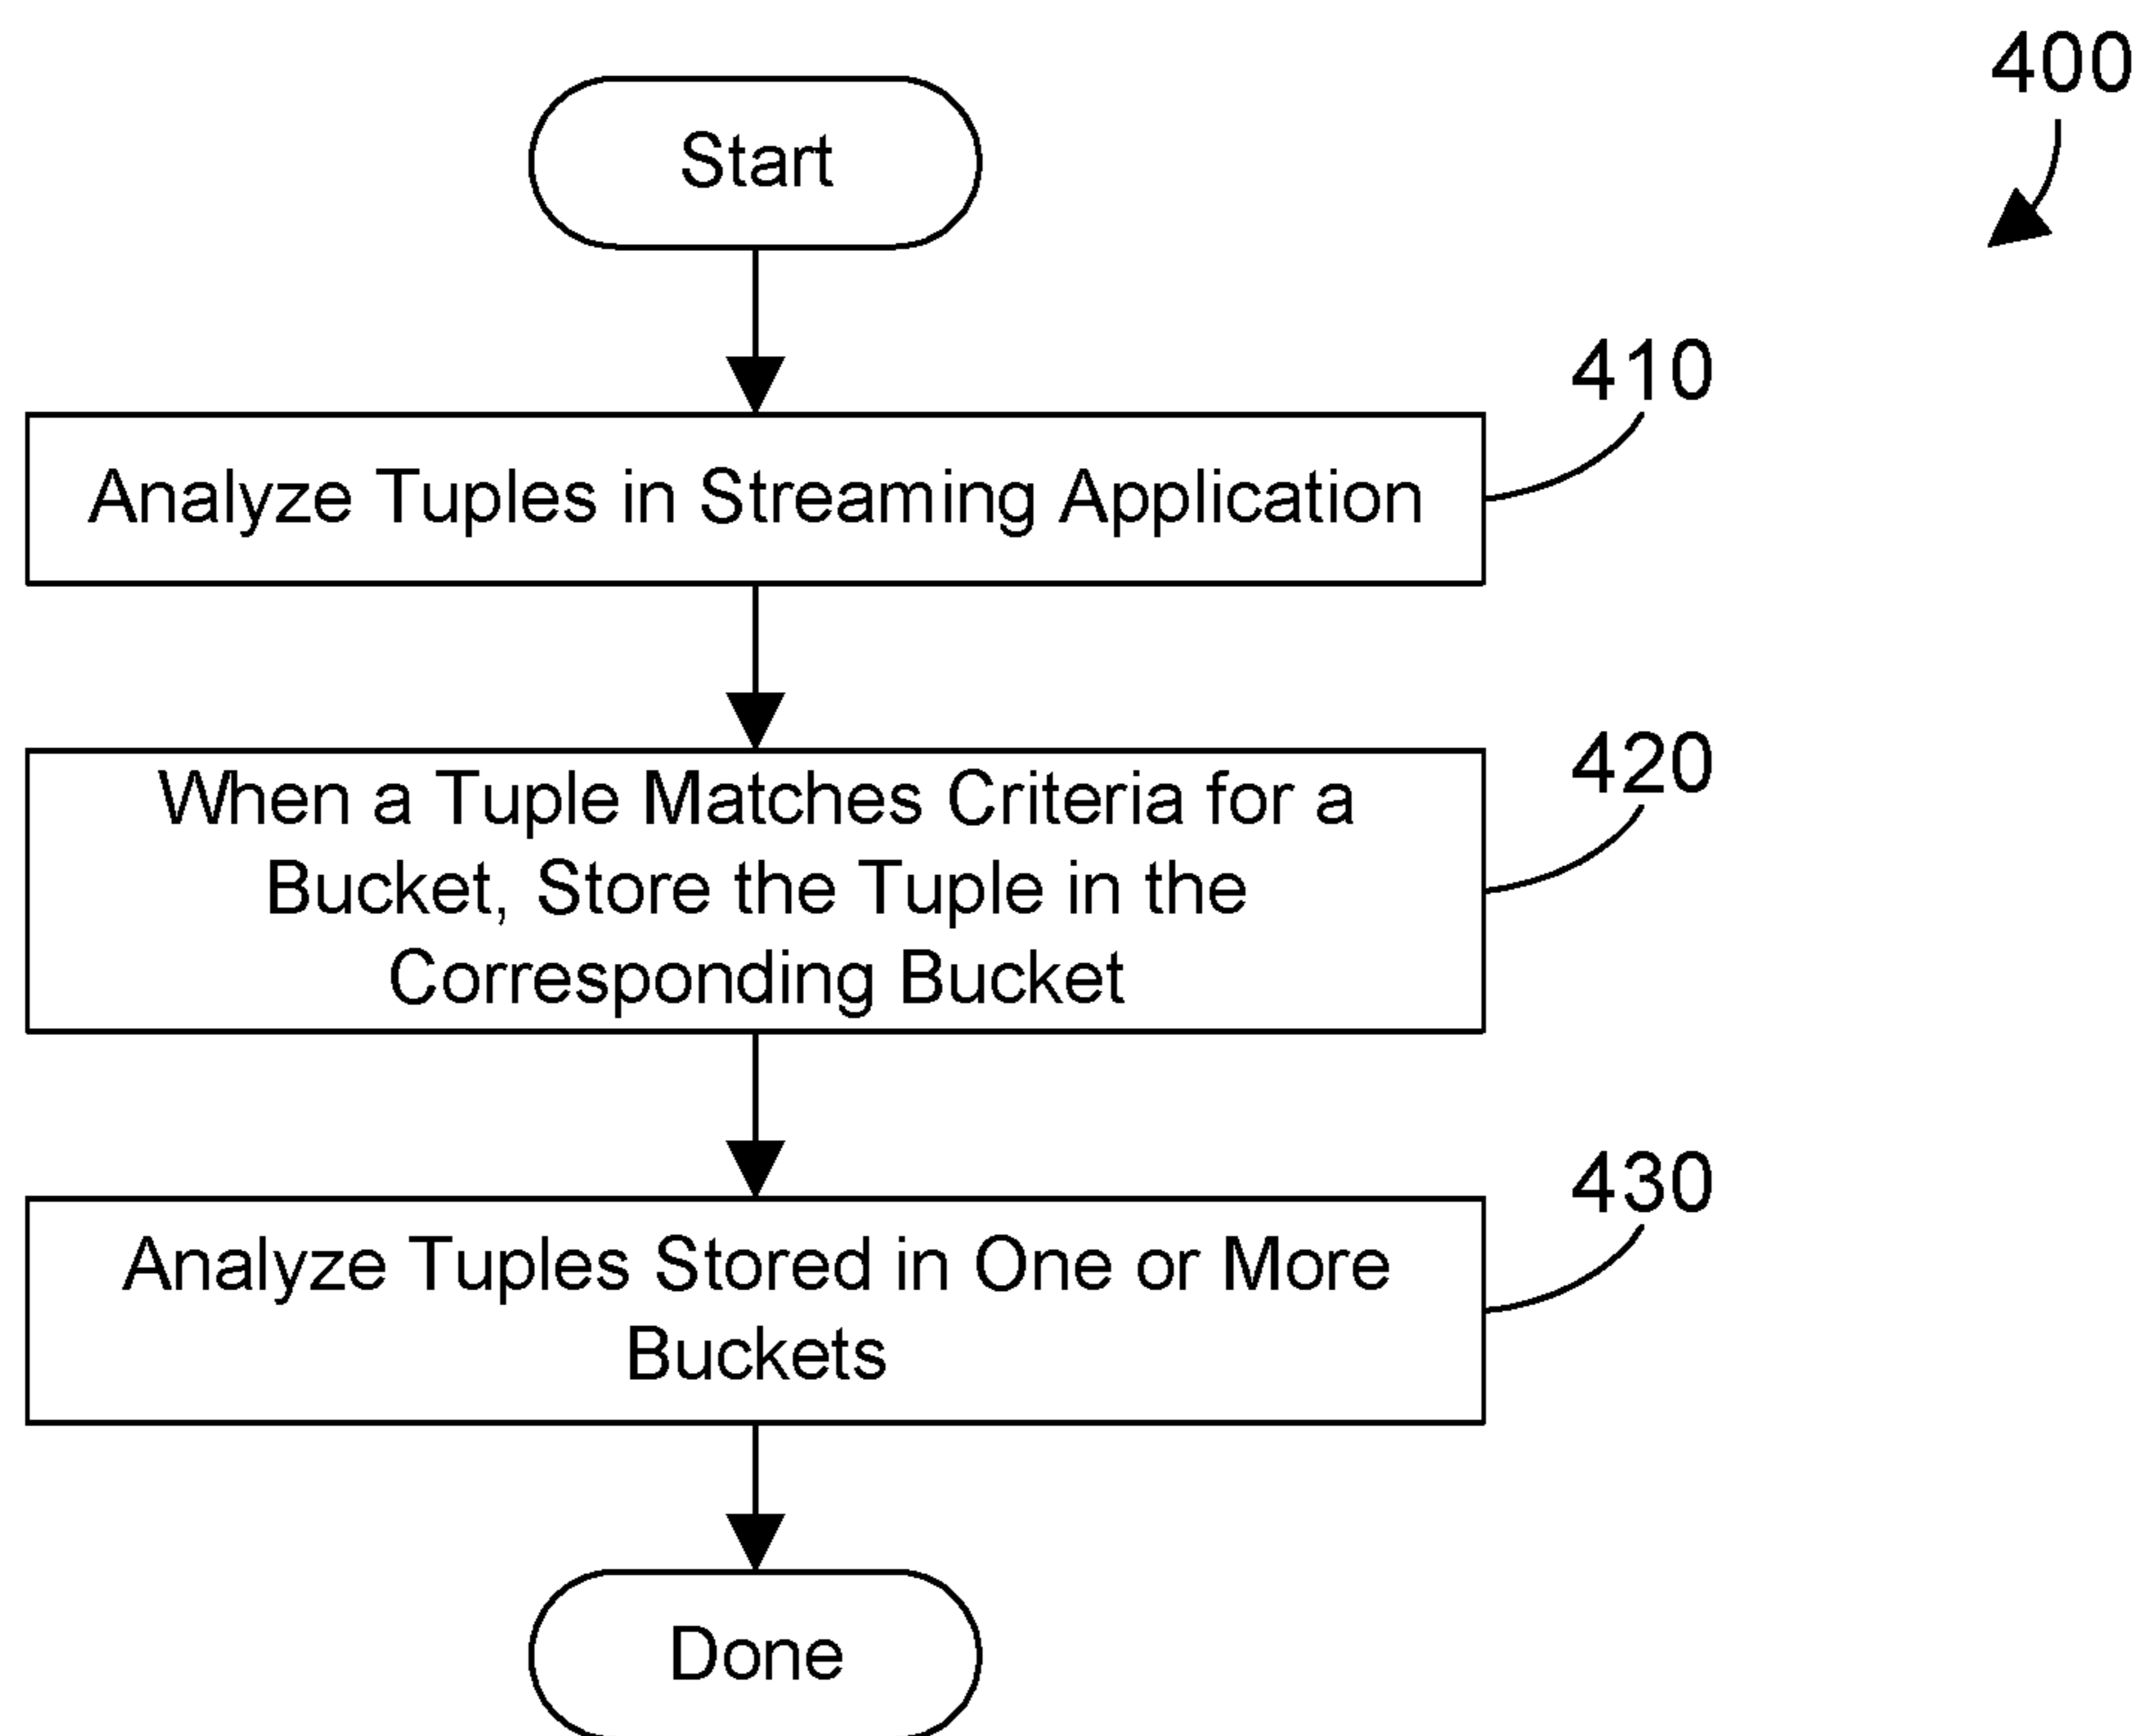 400
Start
410
Analyze Tuples in Streaming Application
420
When a Tuple Matches Criteria for a
Bucket, Store the Tuple in the
Corresponding Bucket
430
Analyze Tuples Stored in One or More
Buckets
Done